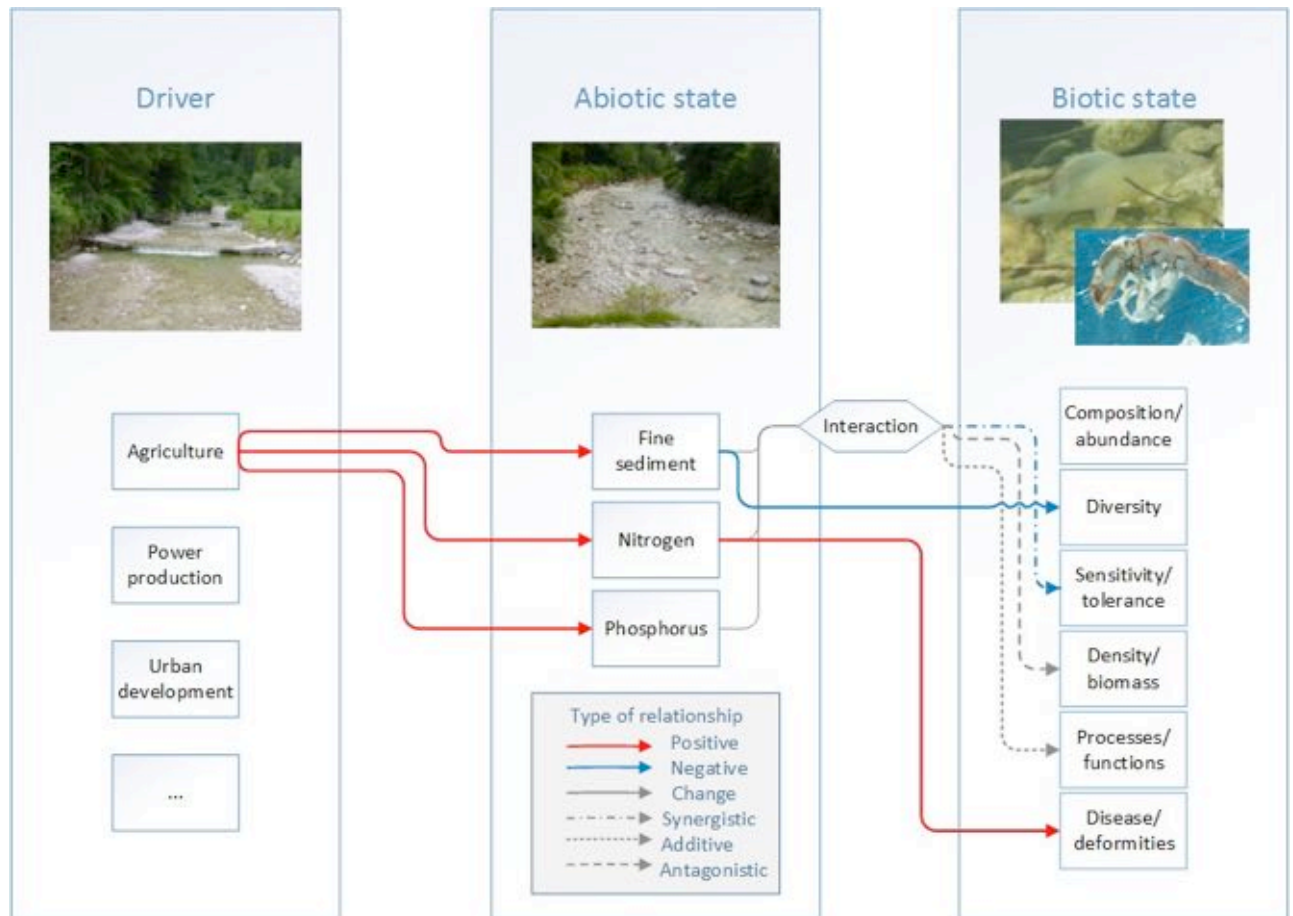 Driver
Abiotic state
Biotic state
Agriculture
Power
production
Urban
development
...
Fine
sediment
Nitrogen
Phosphorus
Interaction
Composition/
abundance
Diversity
Sensitivity/
tolerance
Density/
biomass
Processes/
functions
Disease/
deformities
Type of relationship
Positive
Negative
Change
Synergistic
Additive
Antagonistic